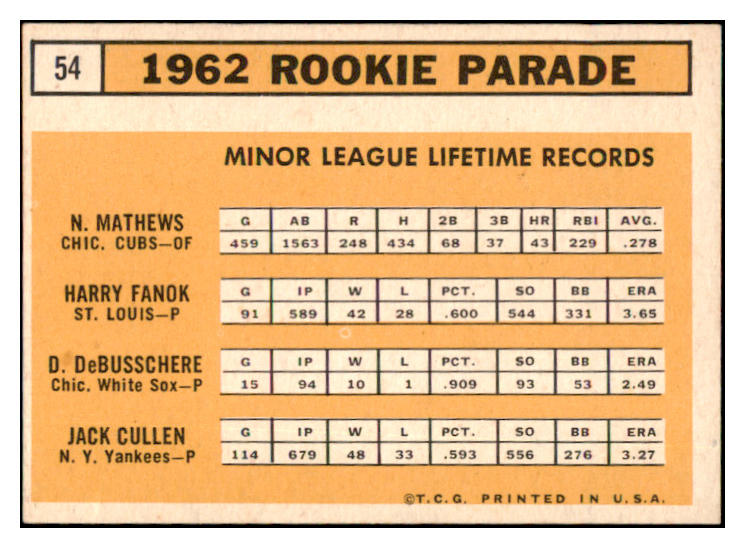 54 1962 ROOKIE PARADE
MINOR LEAGUE LIFETIME RECORDS
N. MATHEWS G AB R H 2B 3B HR RBI AVG.
CHIC. CUBS—OF 459 1563 248 434 68 37 43 229 .278
HARRY FANOK G IP W L PCT. SO BB ERA
ST. LOUIS—P 91 589 42 28 .600 544 331 3.65
D. DeBUSSCHERE G IP W L PCT. SO BB ERA
Chic. White Sox—P 15 94 10 1 .909 93 53 2.49
JACK CULLEN G IP W L PCT. SO BB ERA
N. Y. Yankees—P 114 679 48 33 .593 556 276 3.27
©T.C.G. PRINTED IN U.S.A.